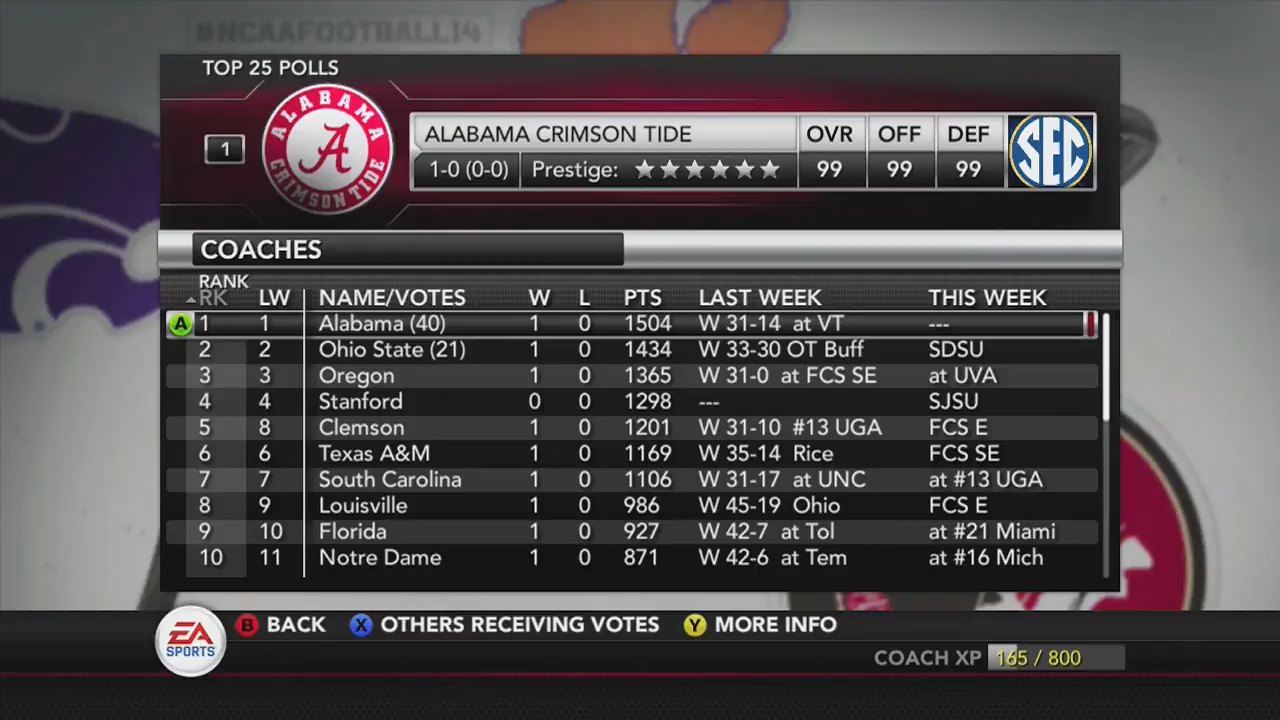 #NCAAFOOTBALL14
TOP 25 POLLS
1
ALABAMA
A
CRIMSON TIDE
ALABAMA CRIMSON TIDE OVR OFF DEF
1-0 (0-0) Prestige: 99 99 99
SEC
COACHES
RANK
RK LW NAME/VOTES W L PTS LAST WEEK THIS WEEK
A 1 1 Alabama (40) 1 0 1504 W 31-14 at VT ---
2 2 Ohio State (21) 1 0 1434 W 33-30 OT Buff SDSU
3 3 Oregon 1 0 1365 W 31-0 at FCS SE at UVA
4 4 Stanford 0 0 1298 --- SJSU
5 8 Clemson 1 0 1201 W 31-10 #13 UGA FCS E
6 6 Texas A&M 1 0 1169 W 35-14 Rice FCS SE
7 7 South Carolina 1 0 1106 W 31-17 at UNC at #13 UGA
8 9 Louisville 1 0 986 W 45-19 Ohio FCS E
9 10 Florida 1 0 927 W 42-7 at Tol at #21 Miami
10 11 Notre Dame 1 0 871 W 42-6 at Tem at #16 Mich
EA
SPORTS
B BACK X OTHERS RECEIVING VOTES Y MORE INFO
COACH XP 165 / 800